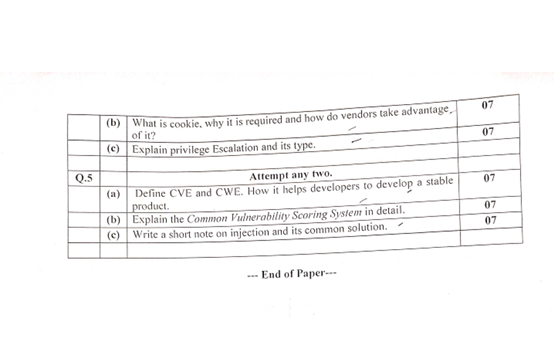 (b) What is cookie, why it is required and how do vendors take advantage of it? 07
(c) Explain privilege Escalation and its type. 07
Q.5 Attempt any two.
(a) Define CVE and CWE. How it helps developers to develop a stable product. 07
(b) Explain the Common Vulnerability Scoring System in detail. 07
(c) Write a short note on injection and its common solution. 07
--- End of Paper---